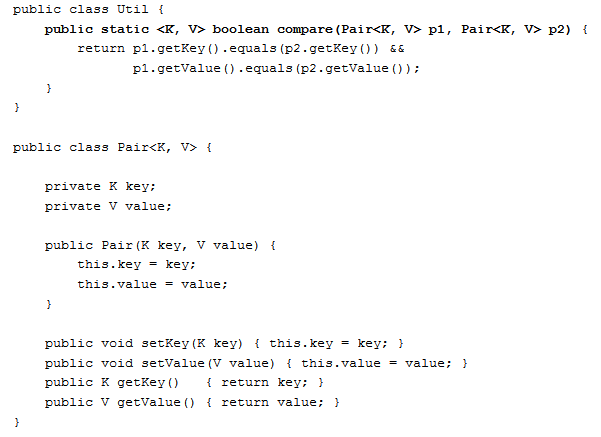 public class Util {
    public static <K, V> boolean compare(Pair<K, V> p1, Pair<K, V> p2) {
        return p1.getKey().equals(p2.getKey()) &&
               p1.getValue().equals(p2.getValue());
    }
}

public class Pair<K, V> {

    private K key;
    private V value;

    public Pair(K key, V value) {
        this.key = key;
        this.value = value;
    }

    public void setKey(K key) { this.key = key; }
    public void setValue(V value) { this.value = value; }
    public K getKey()   { return key; }
    public V getValue() { return value; }
}